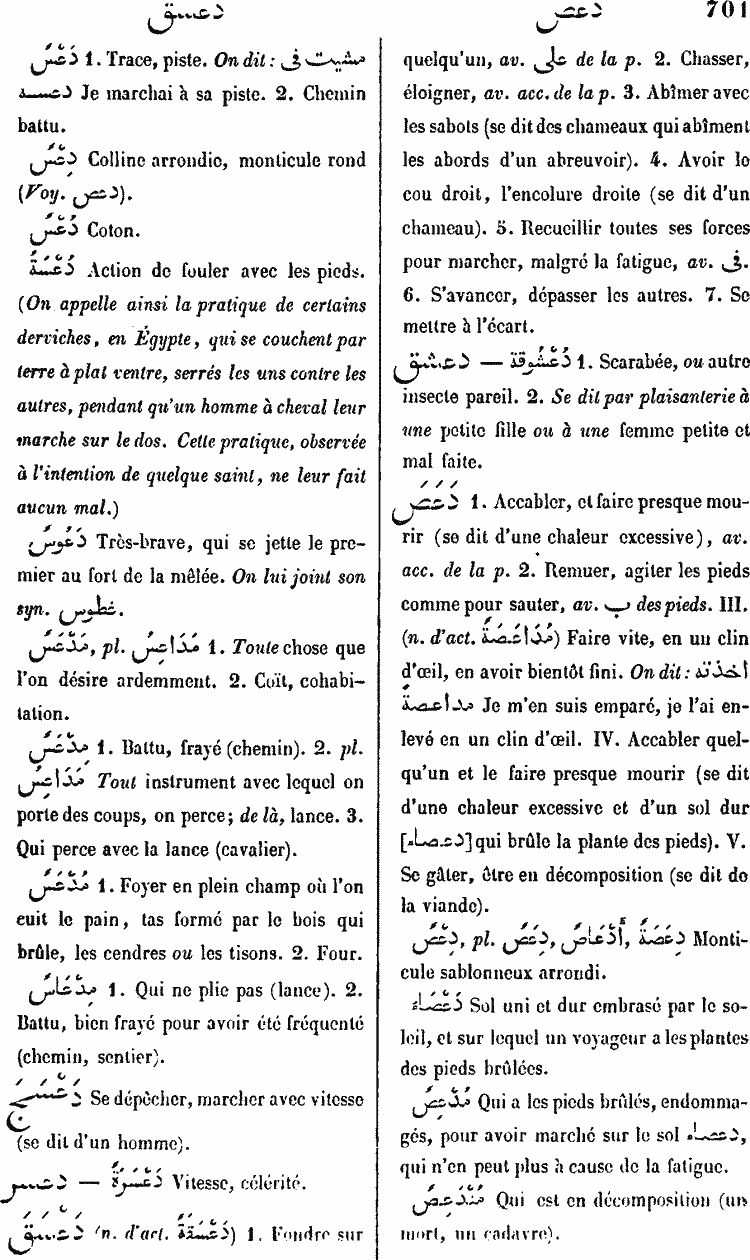 دعسق
دعص 701
دَعْسٌ 1. Trace, piste. On dit : مشيت فى
دعسه Je marchai à sa piste. 2. Chemin
battu.
دِعْسٌ Colline arrondie, monticule rond
(Voy. دعص).
دُعْسٌ Coton.
دُعْسَةٌ Action de fouler avec les pieds.
(On appelle ainsi la pratique de certains
derviches, en Égypte, qui se couchent par
terre à plat ventre, serrés les uns contre les
autres, pendant qu'un homme à cheval leur
marche sur le dos. Cette pratique, observée
à l'intention de quelque saint, ne leur fait
aucun mal.)
دَعُوسٌ Très-brave, qui se jette le pre-
mier au fort de la mêlée. On lui joint son
syn. غطوس.
مَدْعَسٌ, pl. مَدَاعِسُ 1. Toute chose que
l'on désire ardemment. 2. Coït, cohabi-
tation.
مِدْعَسٌ 1. Battu, frayé (chemin). 2. pl.
مَدَاعِسُ Tout instrument avec lequel on
porte des coups, on perce; de là, lance. 3.
Qui perce avec la lance (cavalier).
مُدَّعَسٌ 1. Foyer en plein champ où l'on
cuit le pain, tas formé par le bois qui
brûle, les cendres ou les tisons. 2. Four.
مِدْعَاسٌ 1. Qui ne plie pas (lance). 2.
Battu, bien frayé pour avoir été fréquenté
(chemin, sentier).
دَعْسَجَ Se dépêcher, marcher avec vitesse
(se dit d'un homme).
دعسر — دَعْسَرَةٌ Vitesse, célérité.
دَعْسَقَ (n. d'act. دَعْسَقَةٌ) 1. Fondre sur
quelqu'un, av. على de la p. 2. Chasser,
éloigner, av. acc. de la p. 3. Abîmer avec
les sabots (se dit des chameaux qui abîment
les abords d'un abreuvoir). 4. Avoir le
cou droit, l'encolure droite (se dit d'un
chameau). 5. Recueillir toutes ses forces
pour marcher, malgré la fatigue, av. فى.
6. S'avancer, dépasser les autres. 7. Se
mettre à l'écart.
دعشق — دُعْشُوقَةٌ 1. Scarabée, ou autre
insecte pareil. 2. Se dit par plaisanterie à
une petite fille ou à une femme petite et
mal faite.
دَعَصَ 1. Accabler, et faire presque mou-
rir (se dit d'une chaleur excessive), av.
acc. de la p. 2. Remuer, agiter les pieds
comme pour sauter, av. ب des pieds. III.
(n. d'act. مُدَاعَصَةٌ) Faire vite, en un clin
d'œil, en avoir bientôt fini. On dit : أخذته
مداعصةً Je m'en suis emparé, je l'ai en-
levé en un clin d'œil. IV. Accabler quel-
qu'un et le faire presque mourir (se dit
d'une chaleur excessive et d'un sol dur
[دعصاء] qui brûle la plante des pieds). V.
Se gâter, être en décomposition (se dit de
la viande).
دِعْصٌ, pl. دِعَصٌ, أَدْعَاصٌ, دِعَصَةٌ Monti-
cule sablonneux arrondi.
دَعْصَاءُ Sol uni et dur embrasé par le so-
leil, et sur lequel un voyageur a les plantes
des pieds brûlées.
مُدْعَصٌ Qui a les pieds brûlés, endomma-
gés, pour avoir marché sur le sol دعصاء,
qui n'en peut plus à cause de la fatigue.
مُنْدَعِصٌ Qui est en décomposition (un
mort, un cadavre).